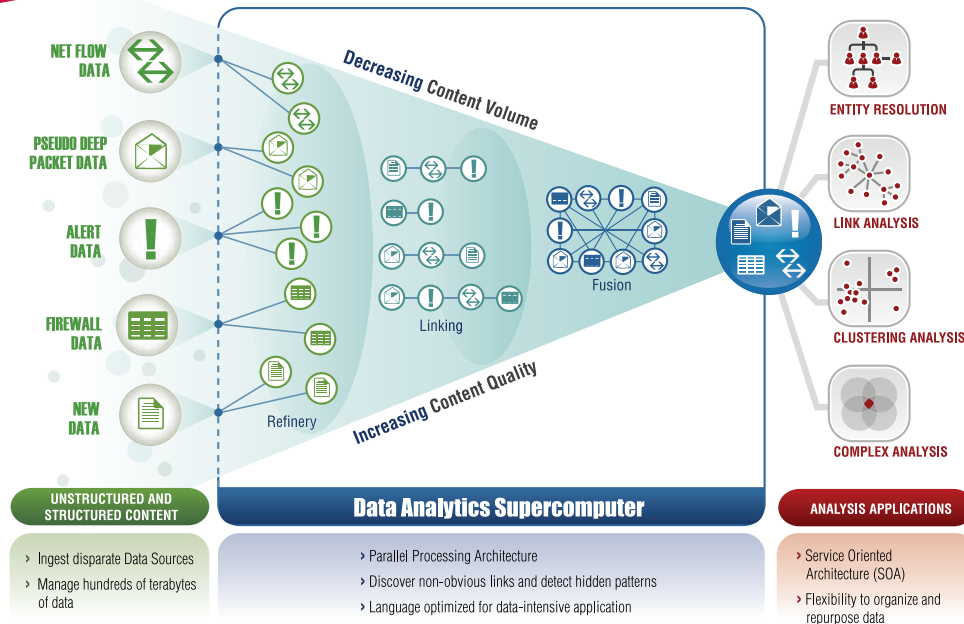 NET FLOW
DATA
PSEUDO DEEP
PACKET DATA
ALERT
DATA
FIREWALL
DATA
NEW
DATA
Decreasing Content Volume
Increasing Content Quality
Refinery
Linking
Fusion
ENTITY RESOLUTION
LINK ANALYSIS
CLUSTERING ANALYSIS
COMPLEX ANALYSIS
UNSTRUCTURED AND
STRUCTURED CONTENT
› Ingest disparate Data Sources
› Manage hundreds of terabytes
of data
Data Analytics Supercomputer
› Parallel Processing Architecture
› Discover non-obvious links and detect hidden patterns
› Language optimized for data-intensive application
ANALYSIS APPLICATIONS
› Service Oriented
Architecture (SOA)
› Flexibility to organize and
repurpose data